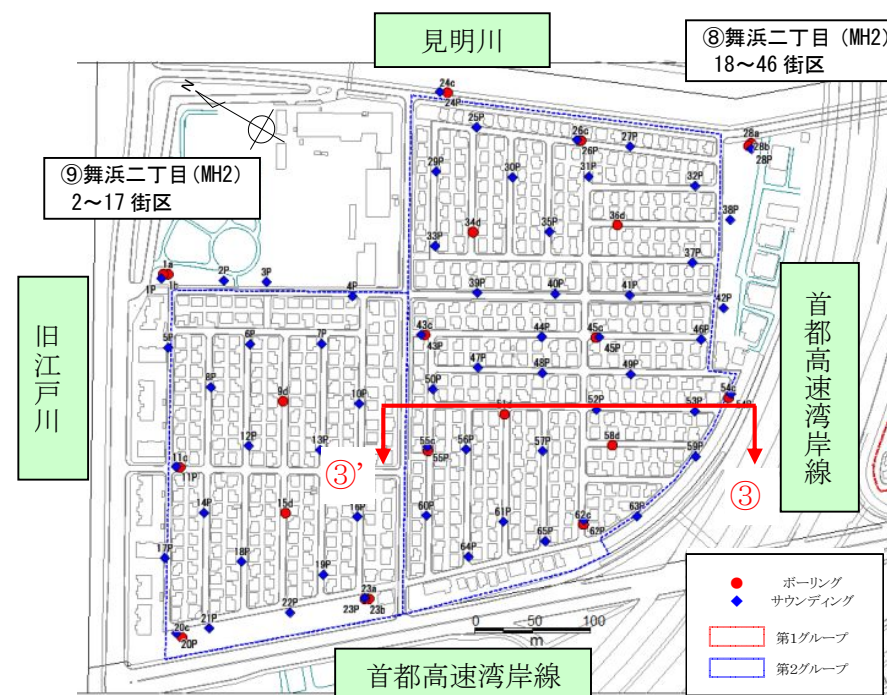 見明川
⑧舞浜二丁目(MH2)
18~46 街区
N
⑨舞浜二丁目(MH2)
2~17 街区
旧江戸川
首都高速湾岸線
24c
24P
25P
26c
26P
27P
28a
28b
28P
29P
30P
31P
32P
33P
34d
35P
36d
37P
38P
1a
1b
1P
2P
3P
4P
39P
40P
41P
42P
43c
43P
44P
45c
45P
46P
5P
6P
7P
47P
48P
49P
8P
9d
10P
50P
51d
52P
53P
54c
54P
11c
11P
12P
13P
55c
55P
56P
57P
58d
59P
③’
③
14P
15d
16P
60P
61P
62c
62P
63P
17P
18P
19P
64P
65P
20c
20P
21P
22P
23a
23b
23P
0 50 100
m
ボーリング
サウンディング
第1グループ
第2グループ
首都高速湾岸線